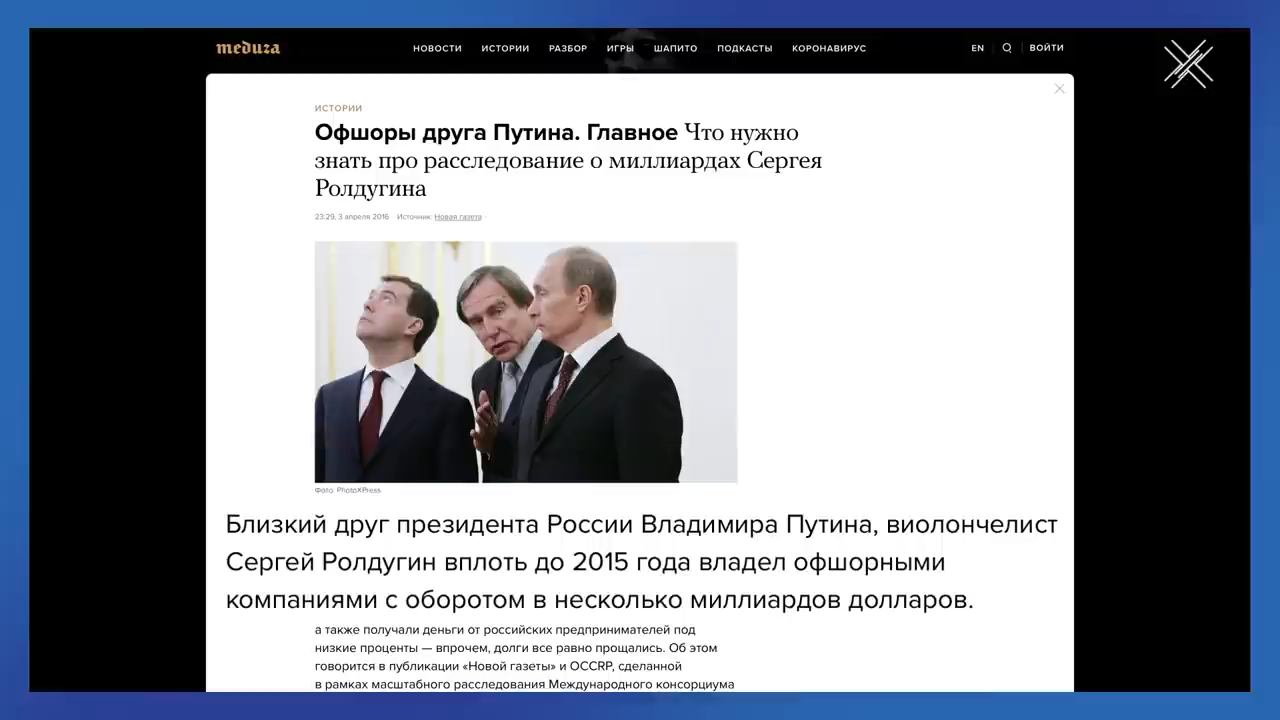 meduza
НОВОСТИ ИСТОРИИ РАЗБОР ИГРЫ ШАПИТО ПОДКАСТЫ КОРОНАВИРУС
EN ВОЙТИ
ИСТОРИИ
Офшоры друга Путина. Главное Что нужно
знать про расследование о миллиардах Сергея
Ролдугина
23:29, 3 апреля 2016 Источник: Новая газета
Фото: PhotoXPress
Близкий друг президента России Владимира Путина, виолончелист
Сергей Ролдугин вплоть до 2015 года владел офшорными
компаниями с оборотом в несколько миллиардов долларов.
а также получали деньги от российских предпринимателей под
низкие проценты — впрочем, долги все равно прощались. Об этом
говорится в публикации «Новой газеты» и OCCRP, сделанной
в рамках масштабного расследования Международного консорциума